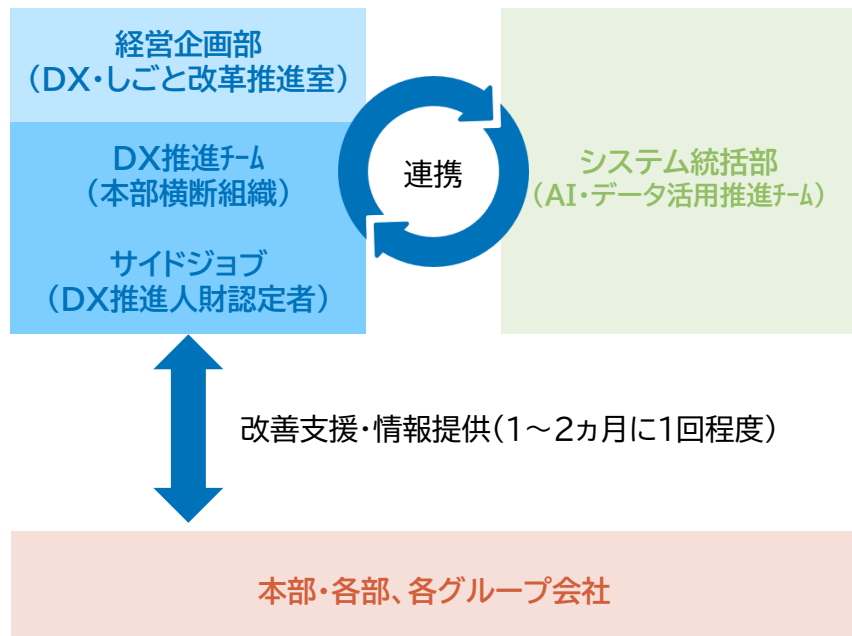 経営企画部
（DX・しごと改革推進室）
DX推進ﾁｰﾑ
（本部横断組織）
サイドジョブ
（DX推進人財認定者）
連携
システム統括部
（AI・データ活用推進ﾁｰﾑ）
改善支援・情報提供（1～2ヵ月に1回程度）
本部・各部、各グループ会社